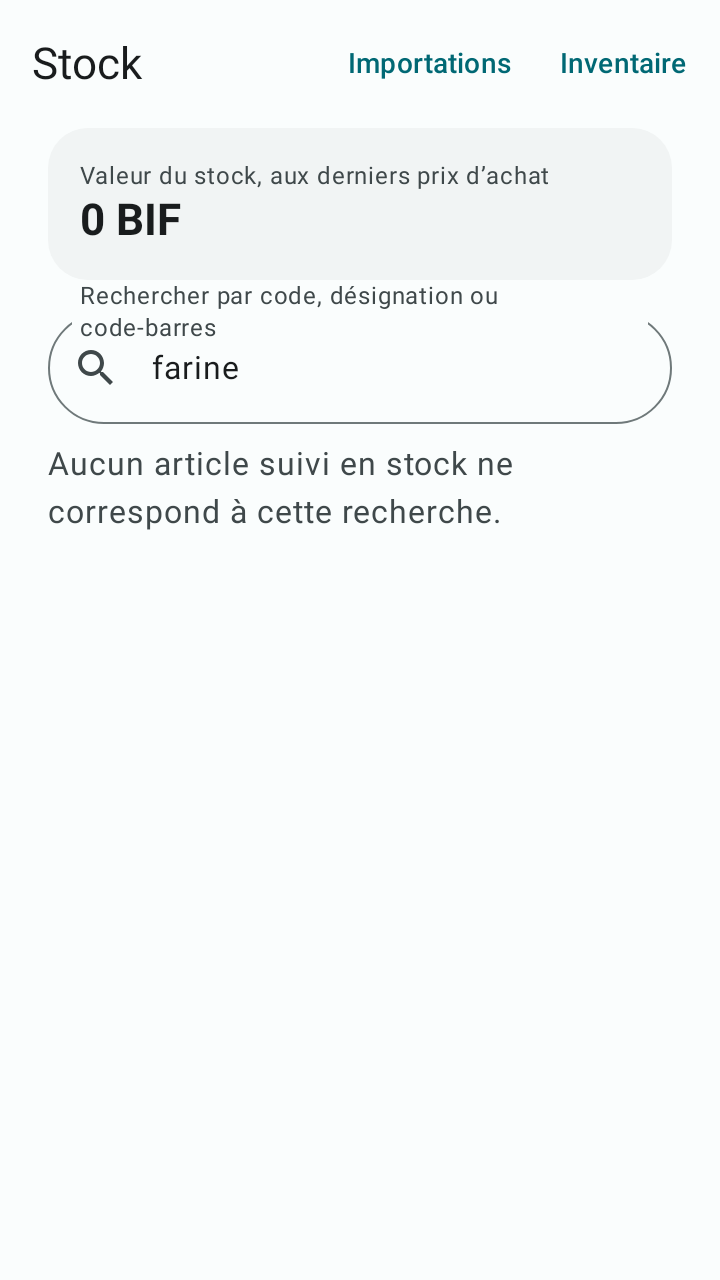 Stock
Importations
Inventaire
Valeur du stock, aux derniers prix d’achat
0 BIF
Rechercher par code, désignation ou
code-barres
farine
Aucun article suivi en stock ne
correspond à cette recherche.